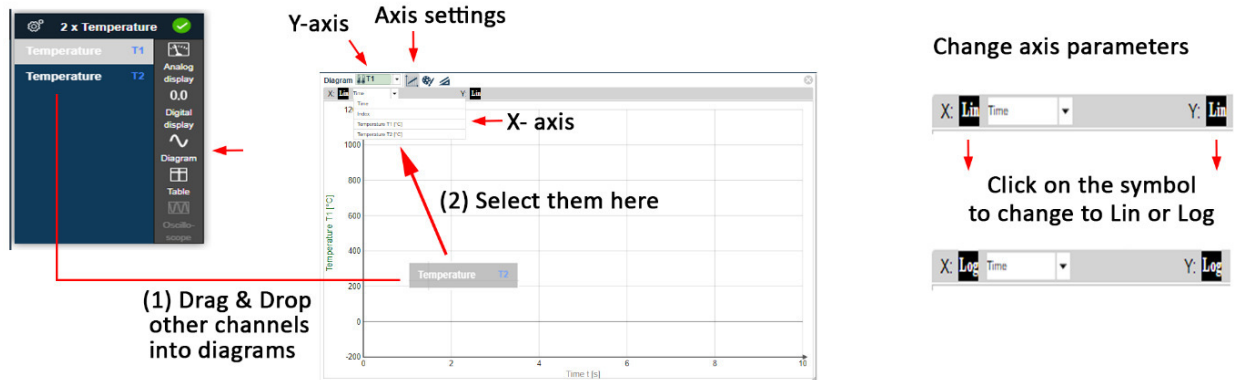 2 x Temperature
Temperature T1
Temperature T2
Analog
display
0.0
Digital
display
Diagram
Table
Oscillo-
scope
Y-axis
Axis settings
Diagram T1
X: Lin Time Y: Lin
Time
Index
Temperature T1 [°C]
Temperature T2 [°C]
X- axis
(2) Select them here
Temperature T2
(1) Drag & Drop
other channels
into diagrams
Temperature T1 [°C]
1200
1000
800
600
400
200
0
-200
0 2 4 6 8 10
Time t [s]
Change axis parameters
X: Lin Time Y: Lin
Click on the symbol
to change to Lin or Log
X: Log Time Y: Log